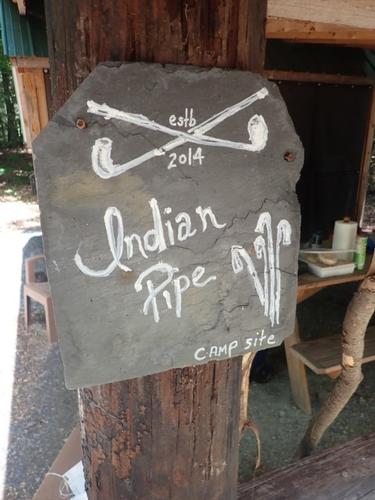 estb
2014
Indian
Pipe
CAMP site